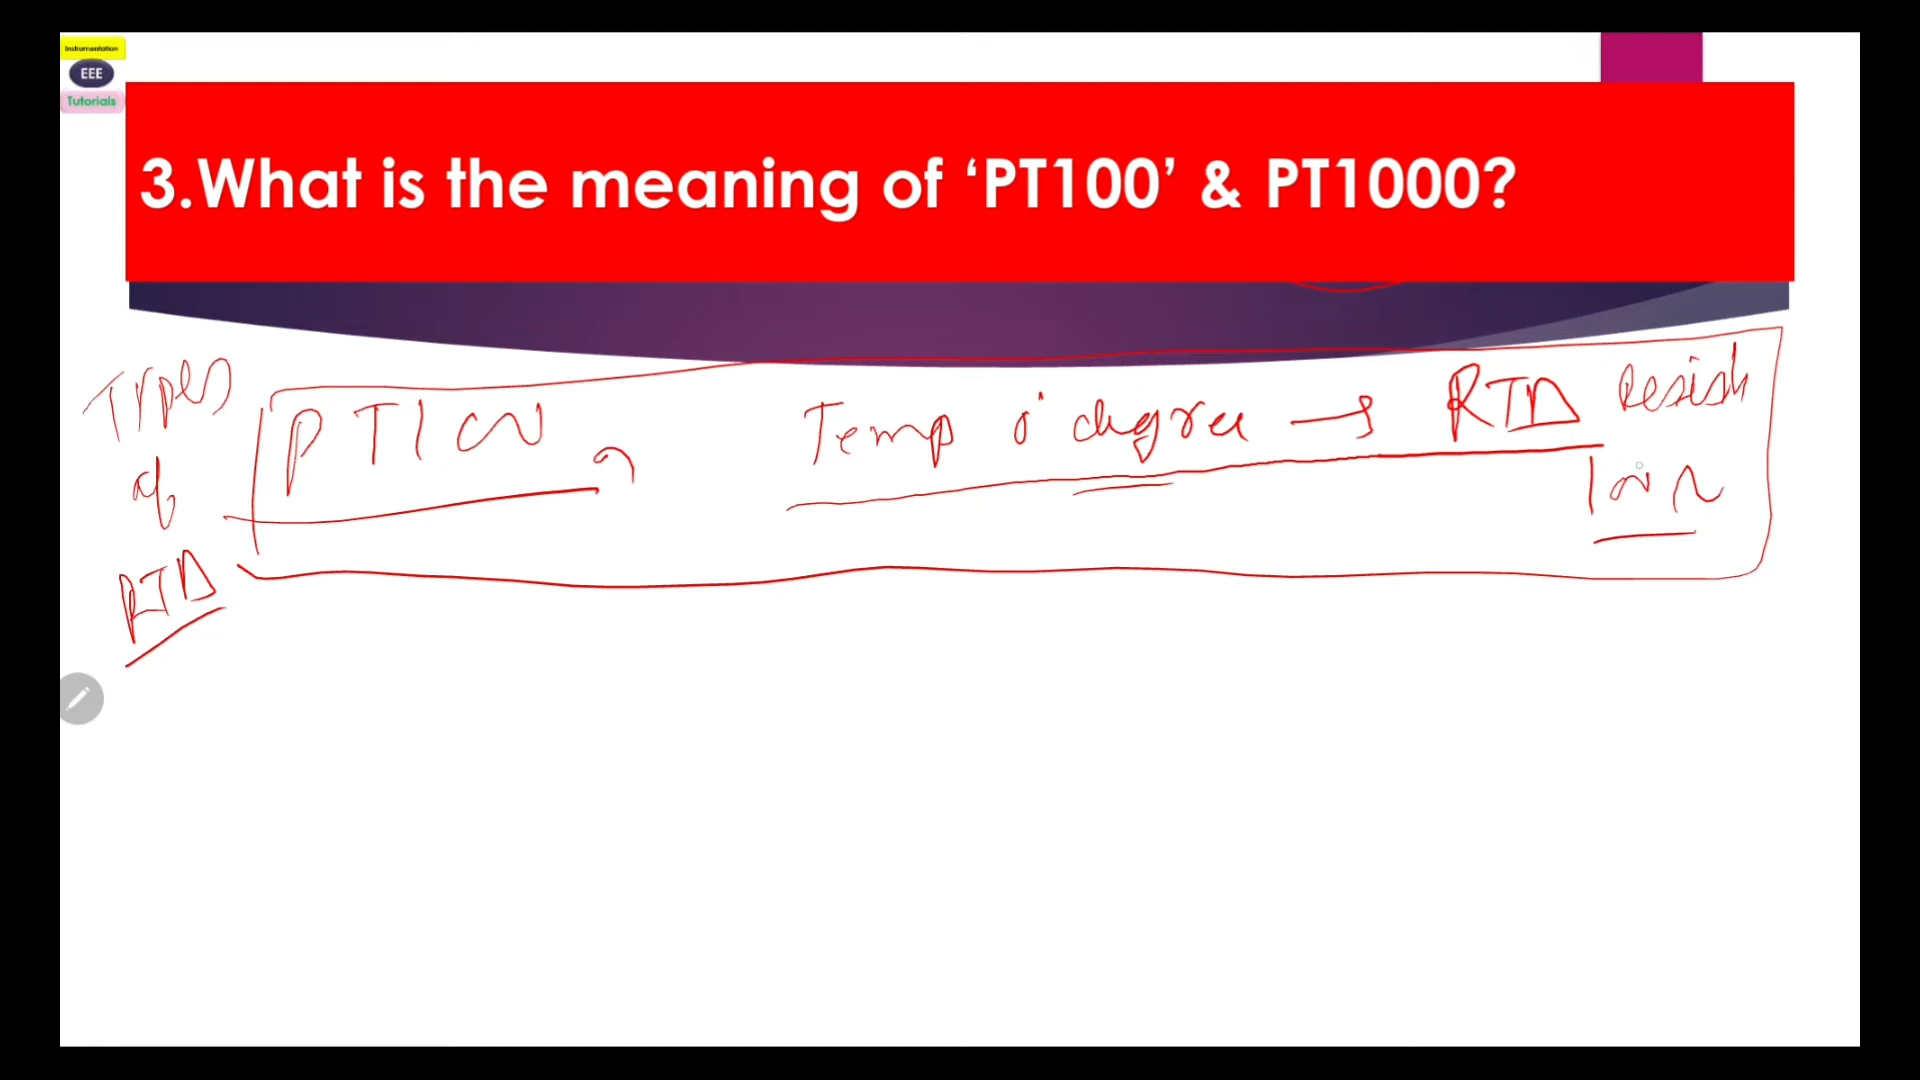 Instrumentation
EEE
Tutorials
3.What is the meaning of ‘PT100’ & PT1000?
Types
of
RTD
PT100
Temp 0° degree → RTD
100 Ω